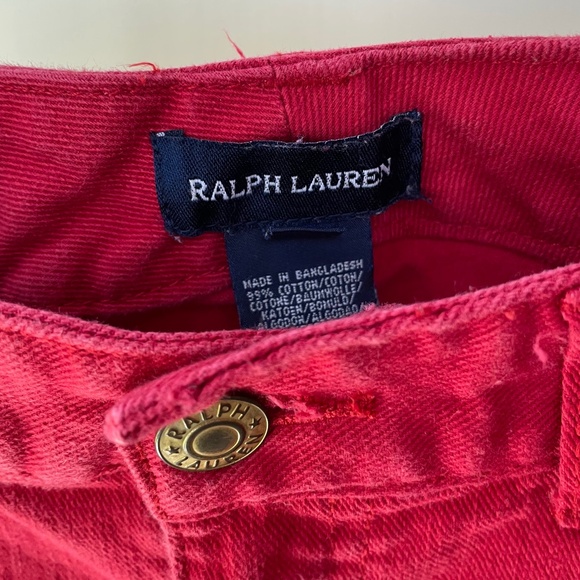 RALPH LAUREN
MADE IN BANGLADESH
99% COTTON/COTON/
COTONE/BAUMWOLLE/
KATOEN/BOMULD/
ALGODON/ALGODAO/
RALPH
LAUREN